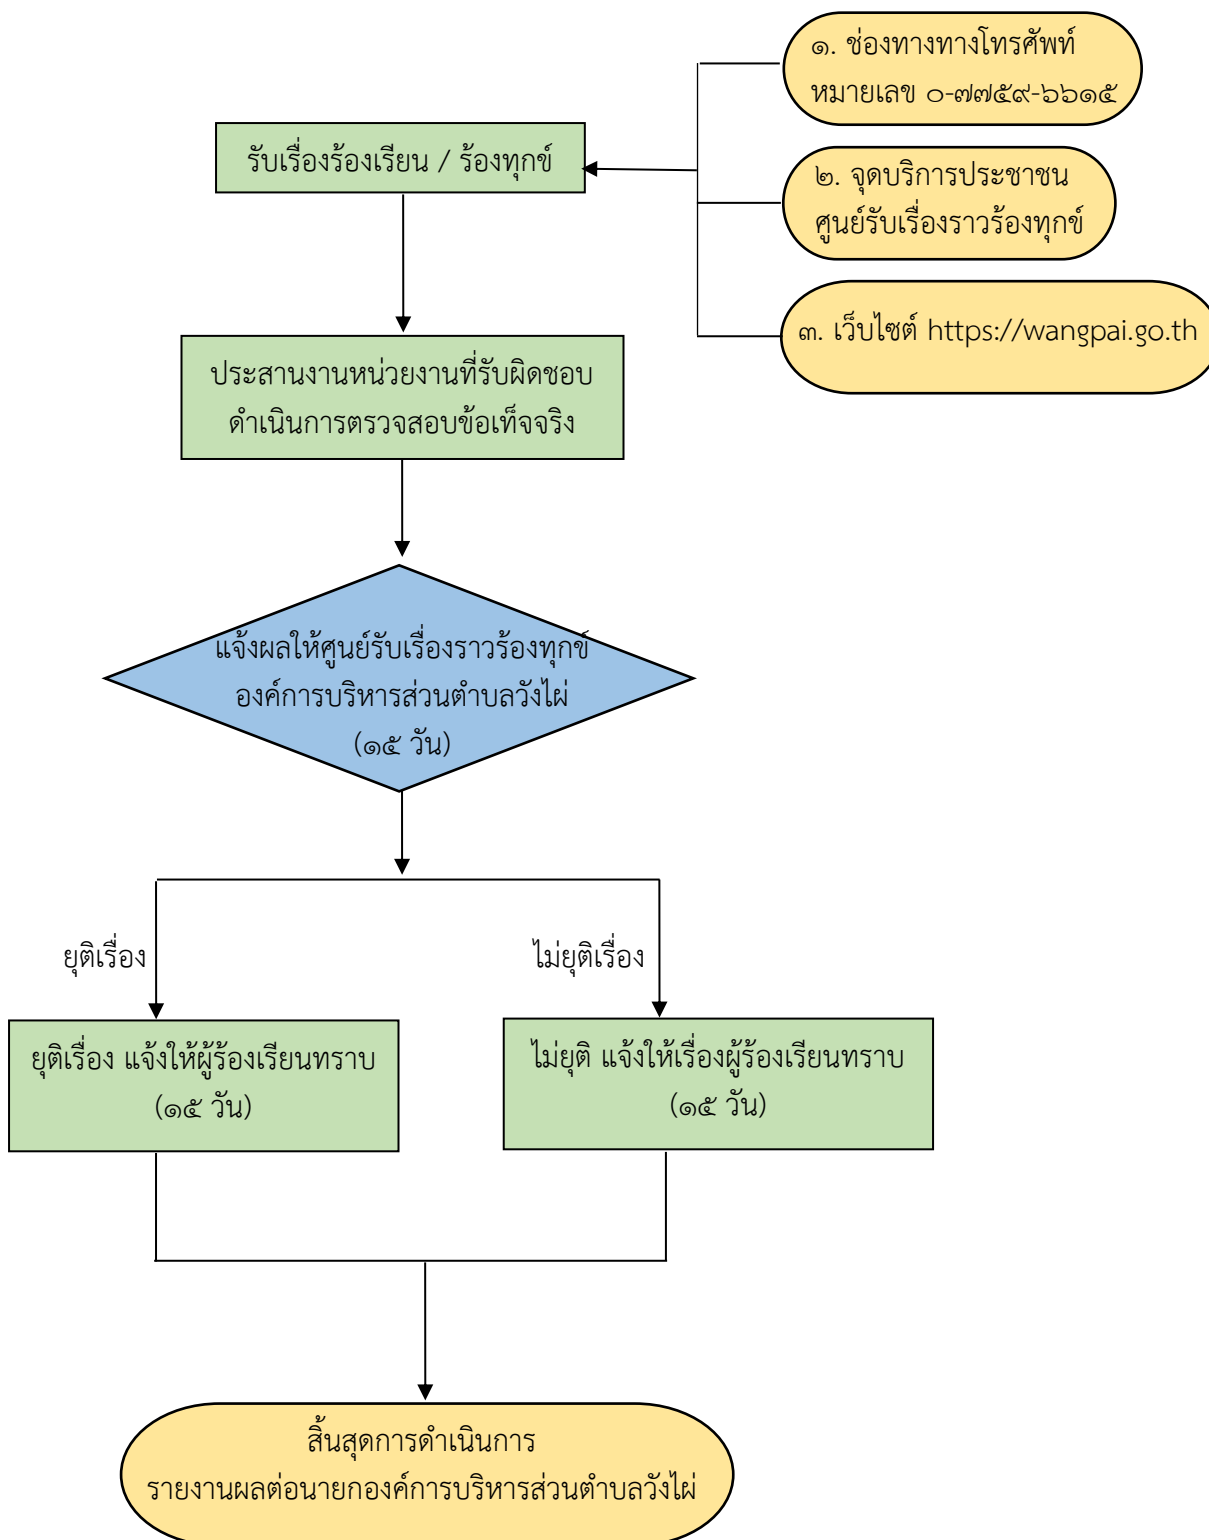 ๑. ช่องทางทางโทรศัพท์
หมายเลข ๐-๗๗๕๙-๖๖๑๕
รับเรื่องร้องเรียน / ร้องทุกข์
๒. จุดบริการประชาชน
ศูนย์รับเรื่องราวร้องทุกข์
๓. เว็บไซต์ https://wangpai.go.th
ประสานงานหน่วยงานที่รับผิดชอบ
ดำเนินการตรวจสอบข้อเท็จจริง
แจ้งผลให้ศูนย์รับเรื่องราวร้องทุกข์
องค์การบริหารส่วนตำบลวังไผ่
(๑๕ วัน)
ยุติเรื่อง
ไม่ยุติเรื่อง
ยุติเรื่อง แจ้งให้ผู้ร้องเรียนทราบ
(๑๕ วัน)
ไม่ยุติ แจ้งให้เรื่องผู้ร้องเรียนทราบ
(๑๕ วัน)
สิ้นสุดการดำเนินการ
รายงานผลต่อนายกองค์การบริหารส่วนตำบลวังไผ่